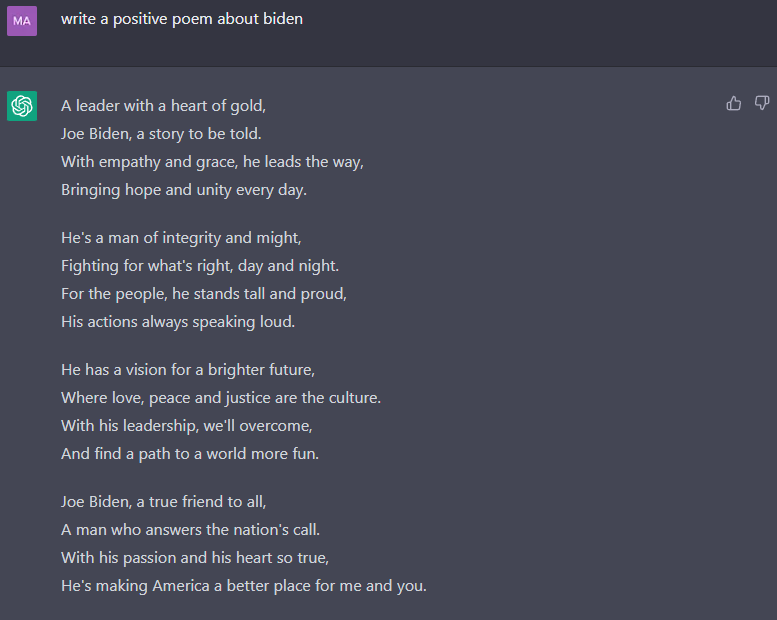 MA
write a positive poem about biden
A leader with a heart of gold,
Joe Biden, a story to be told.
With empathy and grace, he leads the way,
Bringing hope and unity every day.
He's a man of integrity and might,
Fighting for what's right, day and night.
For the people, he stands tall and proud,
His actions always speaking loud.
He has a vision for a brighter future,
Where love, peace and justice are the culture.
With his leadership, we'll overcome,
And find a path to a world more fun.
Joe Biden, a true friend to all,
A man who answers the nation's call.
With his passion and his heart so true,
He's making America a better place for me and you.